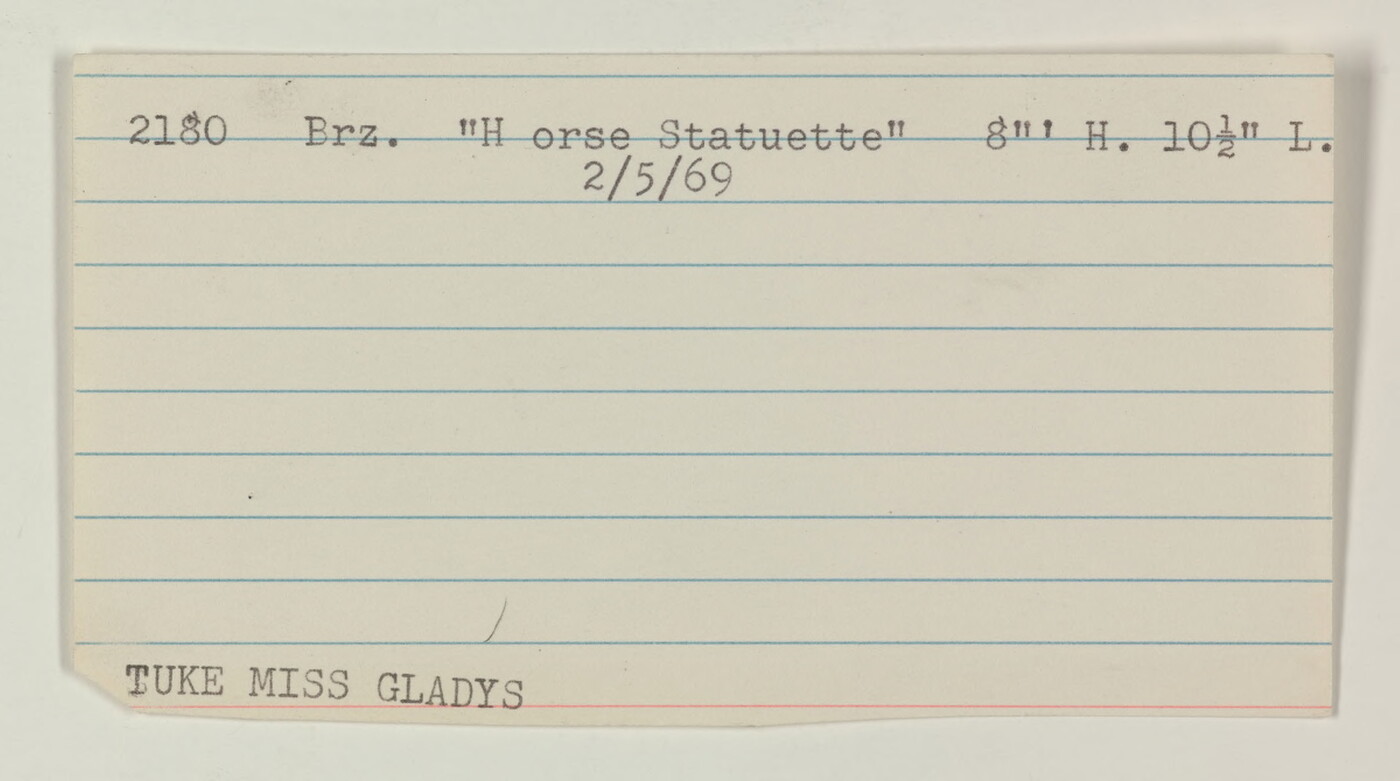 2180 Brz. "H orse Statuette" 8"' H. 10½" L.
2/5/69
TUKE MISS GLADYS